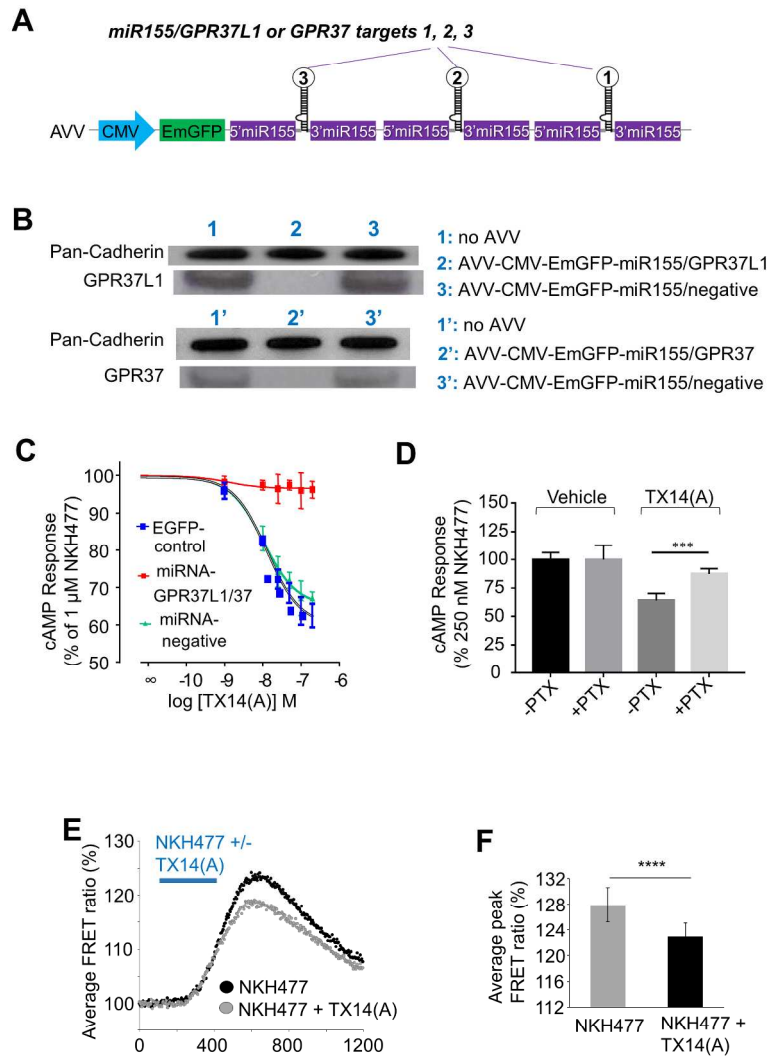 A
miR155/GPR37L1 or GPR37 targets 1, 2, 3
3 2 1
AVV CMV EmGFP 5'miR155 3'miR155 5'miR155 3'miR155 5'miR155 3'miR155
B
1 2 3
Pan-Cadherin
GPR37L1
1: no AVV
2: AVV-CMV-EmGFP-miR155/GPR37L1
3: AVV-CMV-EmGFP-miR155/negative
1' 2' 3'
Pan-Cadherin
GPR37
1': no AVV
2': AVV-CMV-EmGFP-miR155/GPR37
3': AVV-CMV-EmGFP-miR155/negative
C
cAMP Response
(% of 1 µM NKH477)
100
90
80
70
60
50
EGFP-
control
miRNA-
GPR37L1/37
miRNA-
negative
∞ -9 -8 -7 -6
log [TX14(A)] M
D
cAMP Response
(% 250 nM NKH477)
150
125
100
75
50
25
0
Vehicle TX14(A)
***
-PTX +PTX -PTX +PTX
E
Average FRET ratio (%)
130
120
110
100
NKH477 +/-
TX14(A)
NKH477
NKH477 + TX14(A)
0 400 800 1200
F
Average peak
FRET ratio (%)
132
128
124
120
116
112
****
NKH477 NKH477 +
TX14(A)